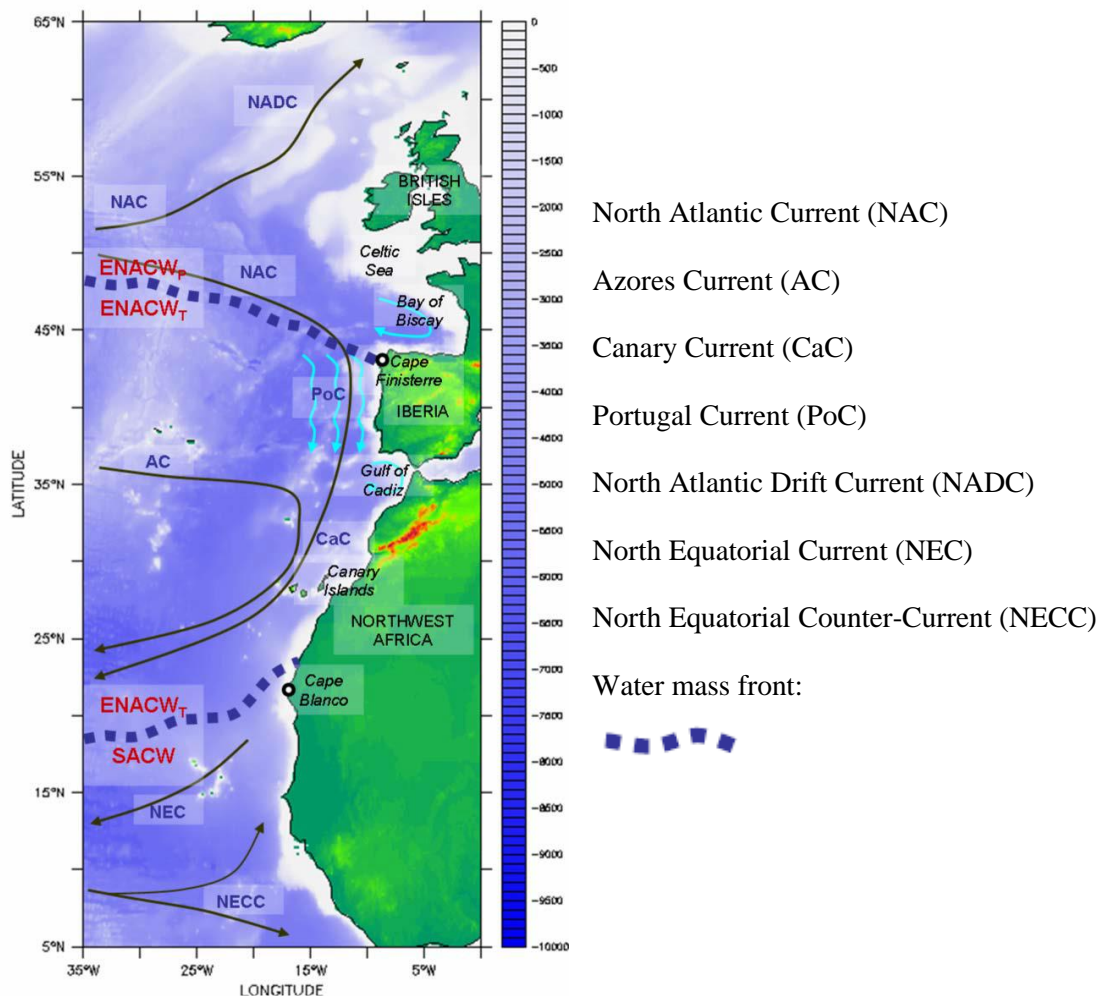 65°N
55°N
45°N
35°N
25°N
15°N
5°N
LATITUDE
35°W
25°W
15°W
5°W
LONGITUDE
NADC
NAC
BRITISH
ISLES
Celtic
Sea
ENACWP
NAC
ENACWT
Bay of
Biscay
Cape
Finisterre
PoC
IBERIA
AC
Gulf of
Cadiz
CaC
Canary
Islands
NORTHWEST
AFRICA
Cape
Blanco
ENACWT
SACW
NEC
NECC
0
-500
-1000
-1500
-2000
-2500
-3000
-3500
-4000
-4500
-5000
-5500
-6000
-6500
-7000
-7500
-8000
-8500
-9000
-9500
-10000
North Atlantic Current (NAC)
Azores Current (AC)
Canary Current (CaC)
Portugal Current (PoC)
North Atlantic Drift Current (NADC)
North Equatorial Current (NEC)
North Equatorial Counter-Current (NECC)
Water mass front: